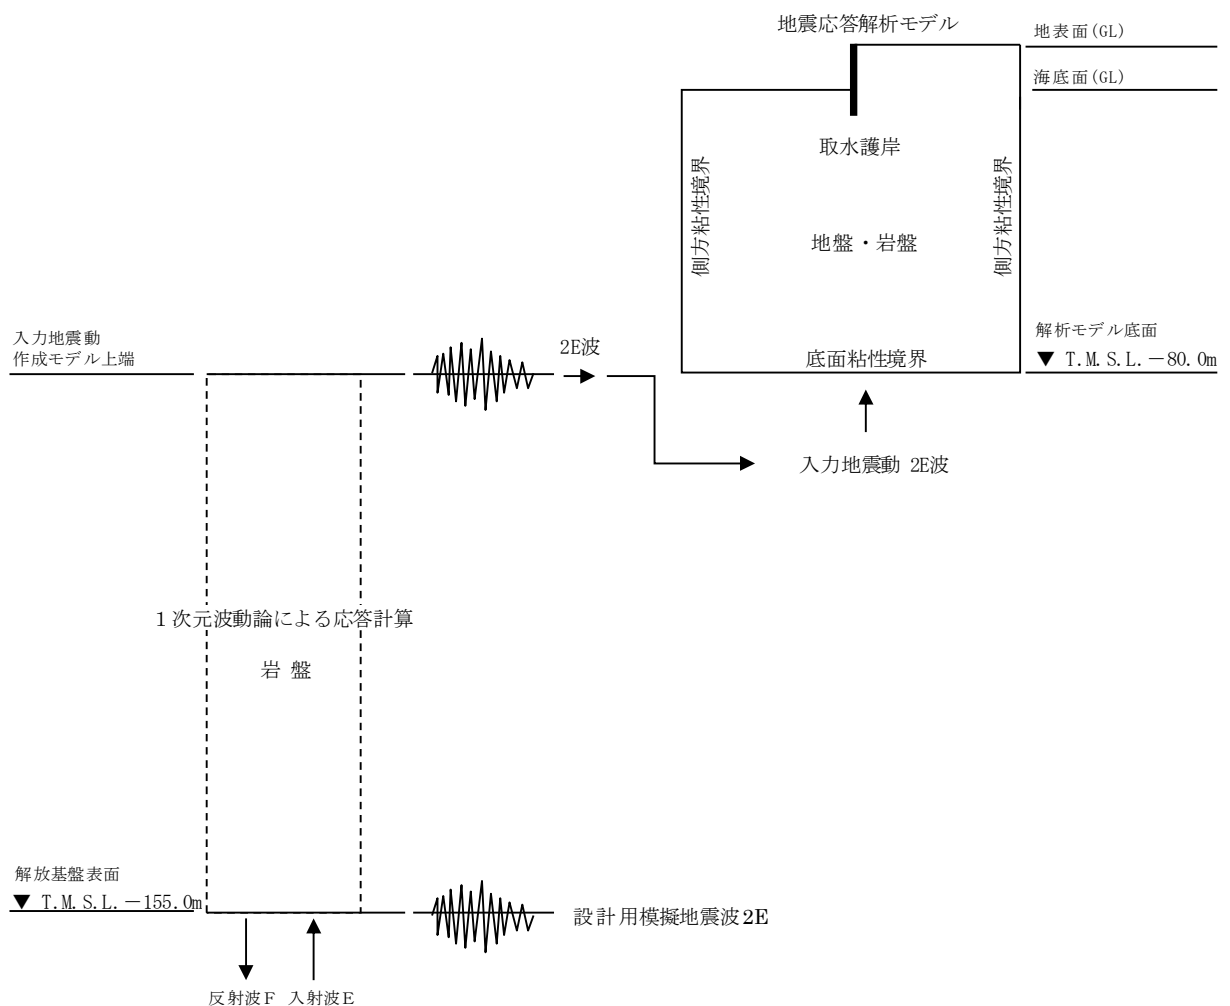 地震応答解析モデル
地表面(GL)
海底面(GL)
取水護岸
側方粘性境界
側方粘性境界
地盤・岩盤
入力地震動
作成モデル上端
2E波
解析モデル底面
底面粘性境界
▼ T.M.S.L.－80.0m
入力地震動 2E波
1次元波動論による応答計算
岩 盤
解放基盤表面
▼ T.M.S.L.－155.0m
設計用模擬地震波2E
反射波F 入射波E